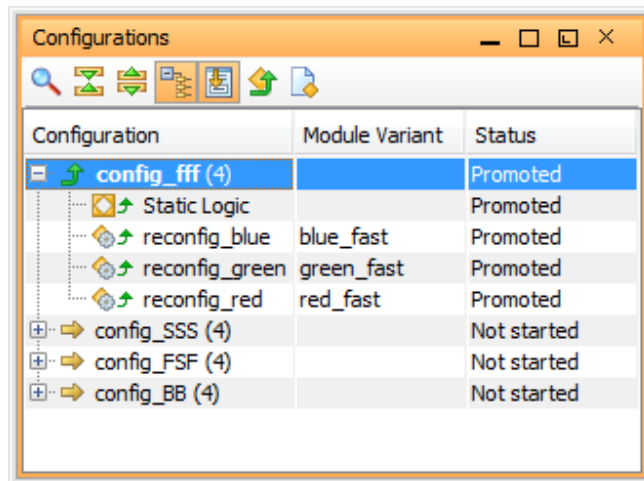 Configurations
Configuration Module Variant Status
config_fff (4) Promoted
Static Logic Promoted
reconfig_blue blue_fast Promoted
reconfig_green green_fast Promoted
reconfig_red red_fast Promoted
config_SSS (4) Not started
config_FSF (4) Not started
config_BB (4) Not started